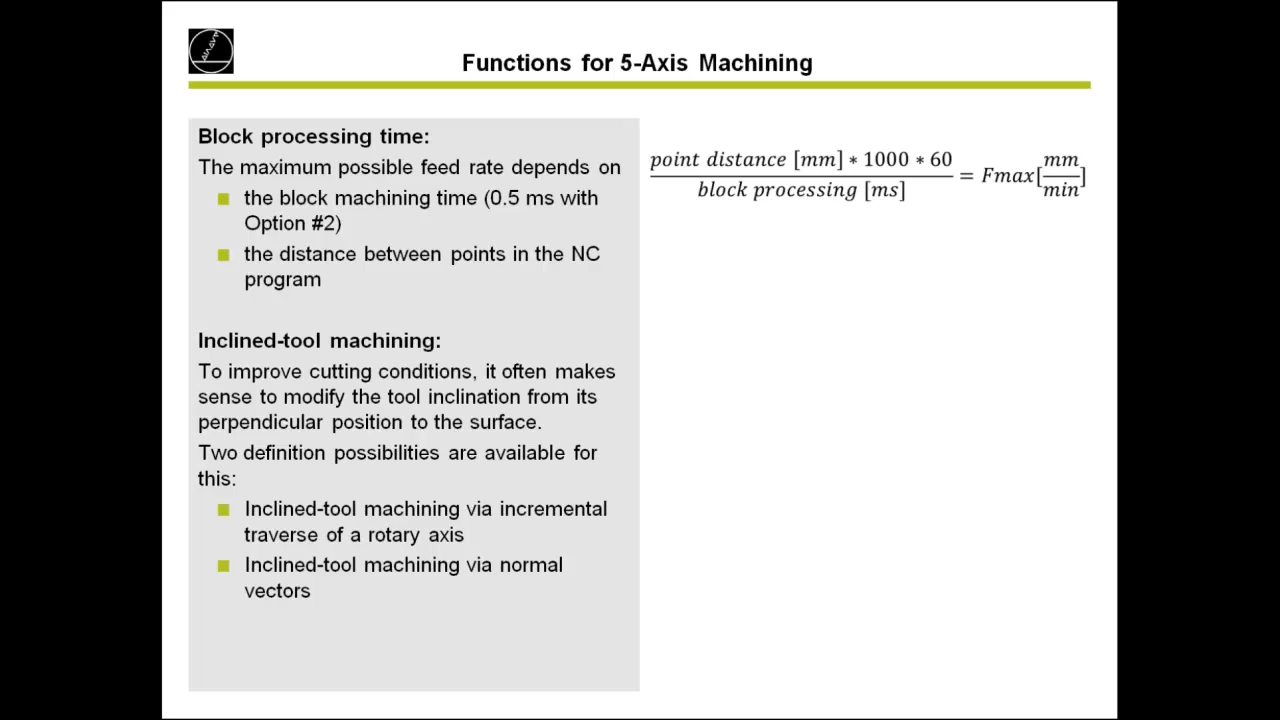 Functions for 5-Axis Machining
Block processing time:
The maximum possible feed rate depends on
■ the block machining time (0.5 ms with
Option #2)
■ the distance between points in the NC
program
Inclined-tool machining:
To improve cutting conditions, it often makes
sense to modify the tool inclination from its
perpendicular position to the surface.
Two definition possibilities are available for
this:
■ Inclined-tool machining via incremental
traverse of a rotary axis
■ Inclined-tool machining via normal
vectors
point distance [mm] * 1000 * 60
block processing [ms]
= Fmax[
mm
min
]